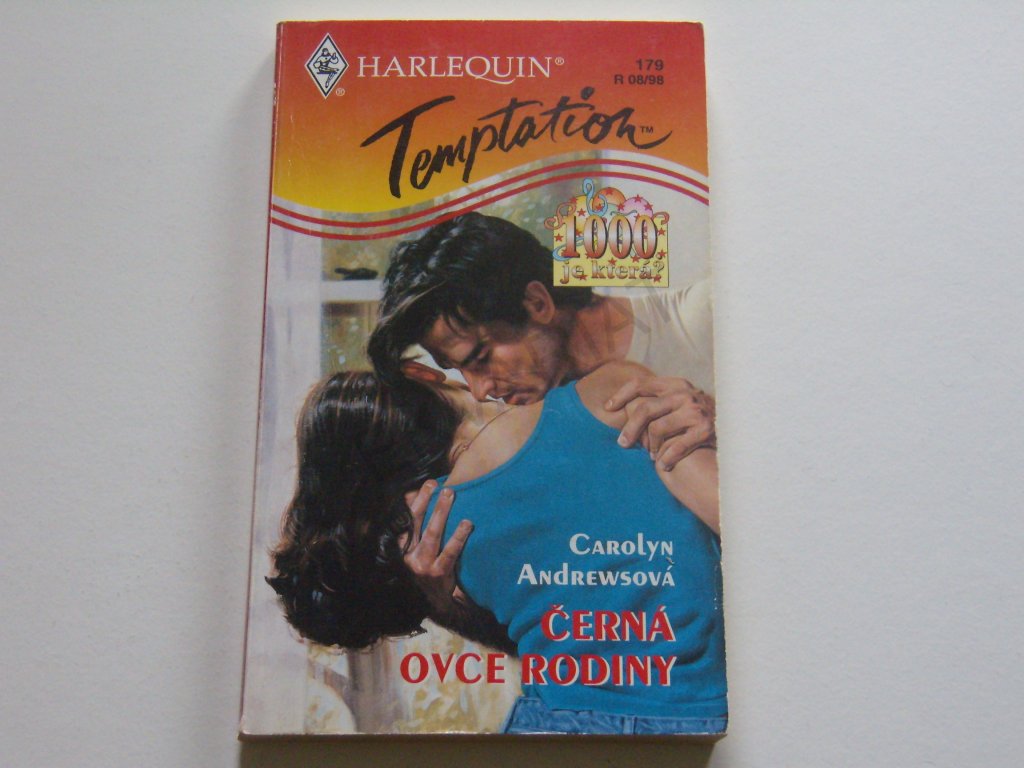 HARLEQUIN®
179
R 08/98
Temptation™
1000.
je která?
Carolyn
Andrewsová
ČERNÁ
OVCE RODINY